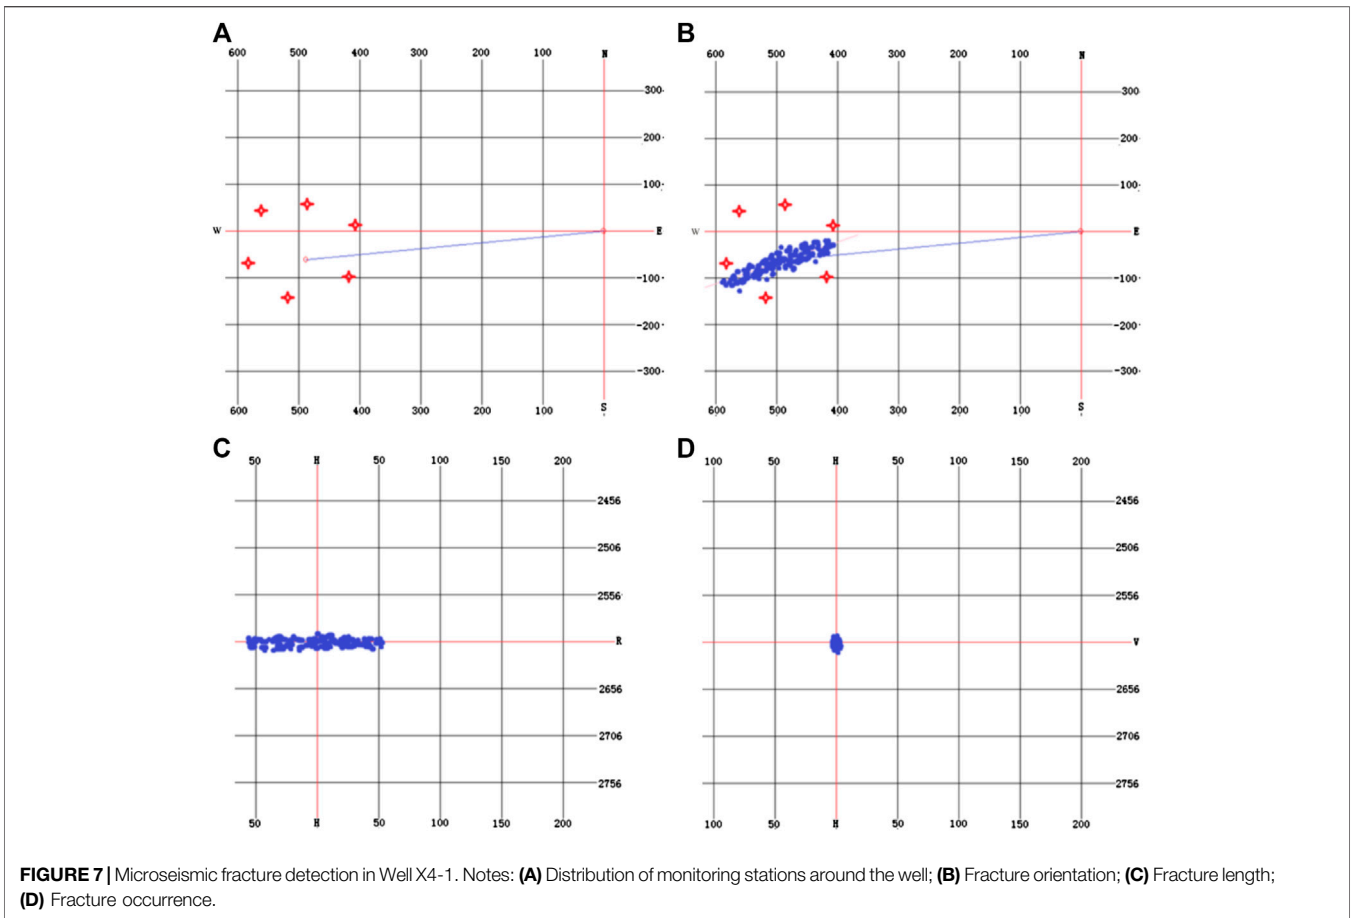 A
B
600 500 400 300 200 100 N
600 500 400 300 200 100 N
300
300
200
200
100
100
W E
W E
-100
-100
-200
-200
-300
-300
600 500 400 300 200 100 S
600 500 400 300 200 100 S
C
D
50 H 50 100 150 200
100 50 H 50 100 150 200
2456
2456
2506
2506
2556
2556
R
V
2656
2656
2706
2706
2756
2756
50 H 50 100 150 200
100 50 H 50 100 150 200
FIGURE 7 | Microseismic fracture detection in Well X4-1. Notes: (A) Distribution of monitoring stations around the well; (B) Fracture orientation; (C) Fracture length;
(D) Fracture occurrence.